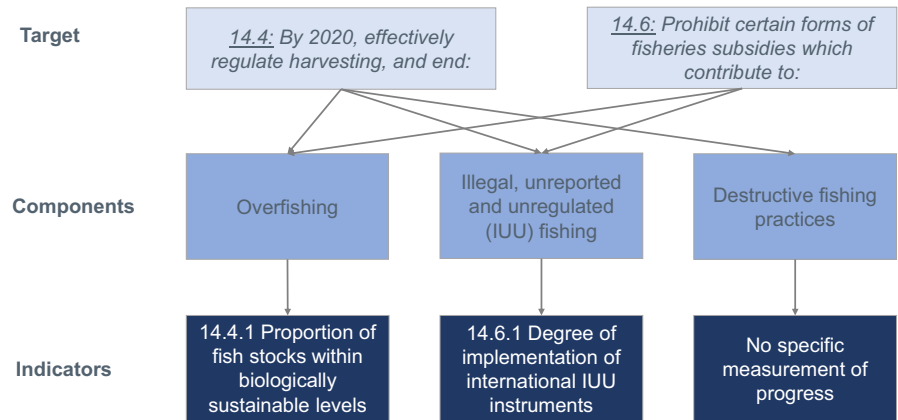 Target
14.4: By 2020, effectively
regulate harvesting, and end:
14.6: Prohibit certain forms of
fisheries subsidies which
contribute to:
Components
Overfishing
Illegal, unreported
and unregulated
(IUU) fishing
Destructive fishing
practices
Indicators
14.4.1 Proportion of
fish stocks within
biologically
sustainable levels
14.6.1 Degree of
implementation of
international IUU
instruments
No specific
measurement of
progress